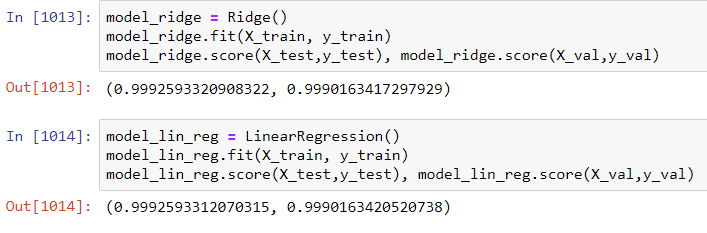 In [1013]: model_ridge = Ridge()
model_ridge.fit(X_train, y_train)
model_ridge.score(X_test,y_test), model_ridge.score(X_val,y_val)
Out[1013]: (0.9992593320908322, 0.9990163417297929)
In [1014]: model_lin_reg = LinearRegression()
model_lin_reg.fit(X_train, y_train)
model_lin_reg.score(X_test,y_test), model_lin_reg.score(X_val,y_val)
Out[1014]: (0.9992593312070315, 0.9990163420520738)